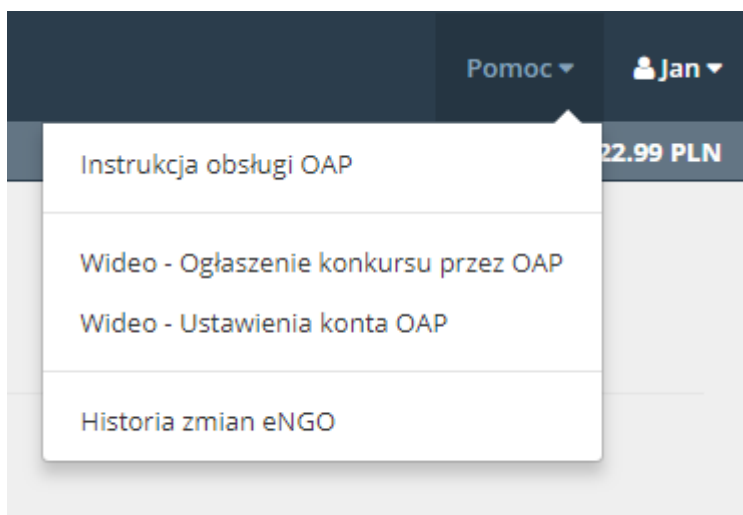 Pomoc
Jan
22.99 PLN
Instrukcja obsługi OAP
Wideo - Ogłaszenie konkursu przez OAP
Wideo - Ustawienia konta OAP
Historia zmian eNGO